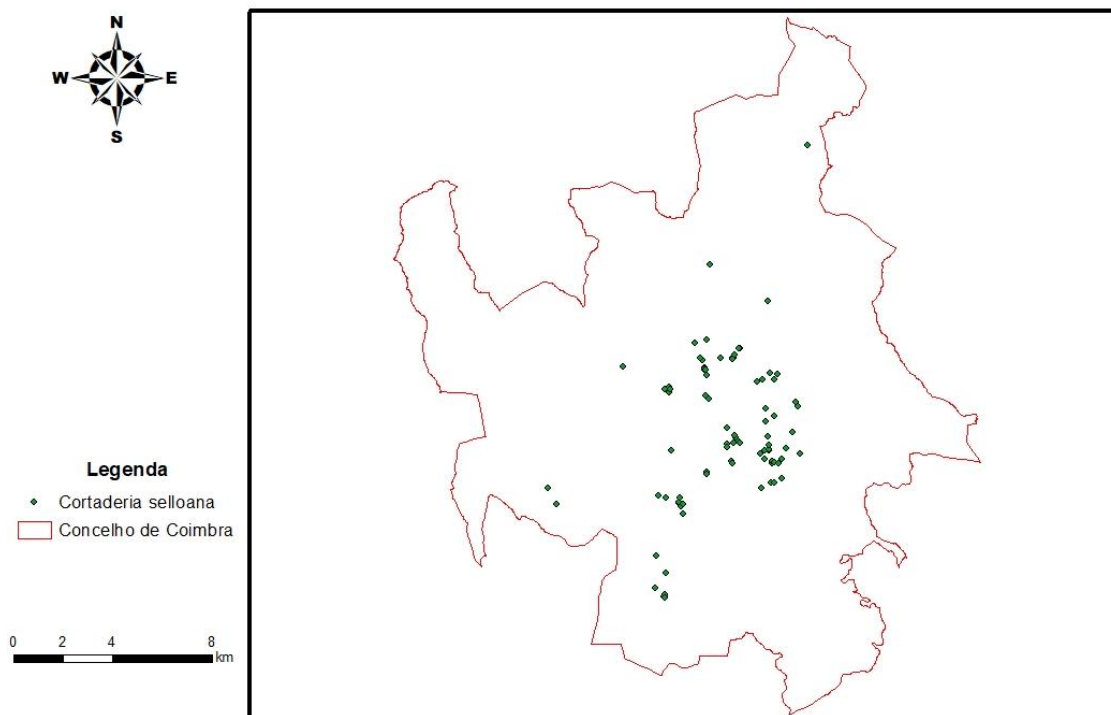 N
W E
S
Legenda
Cortaderia selloana
Concelho de Coimbra
0 2 4 8
km